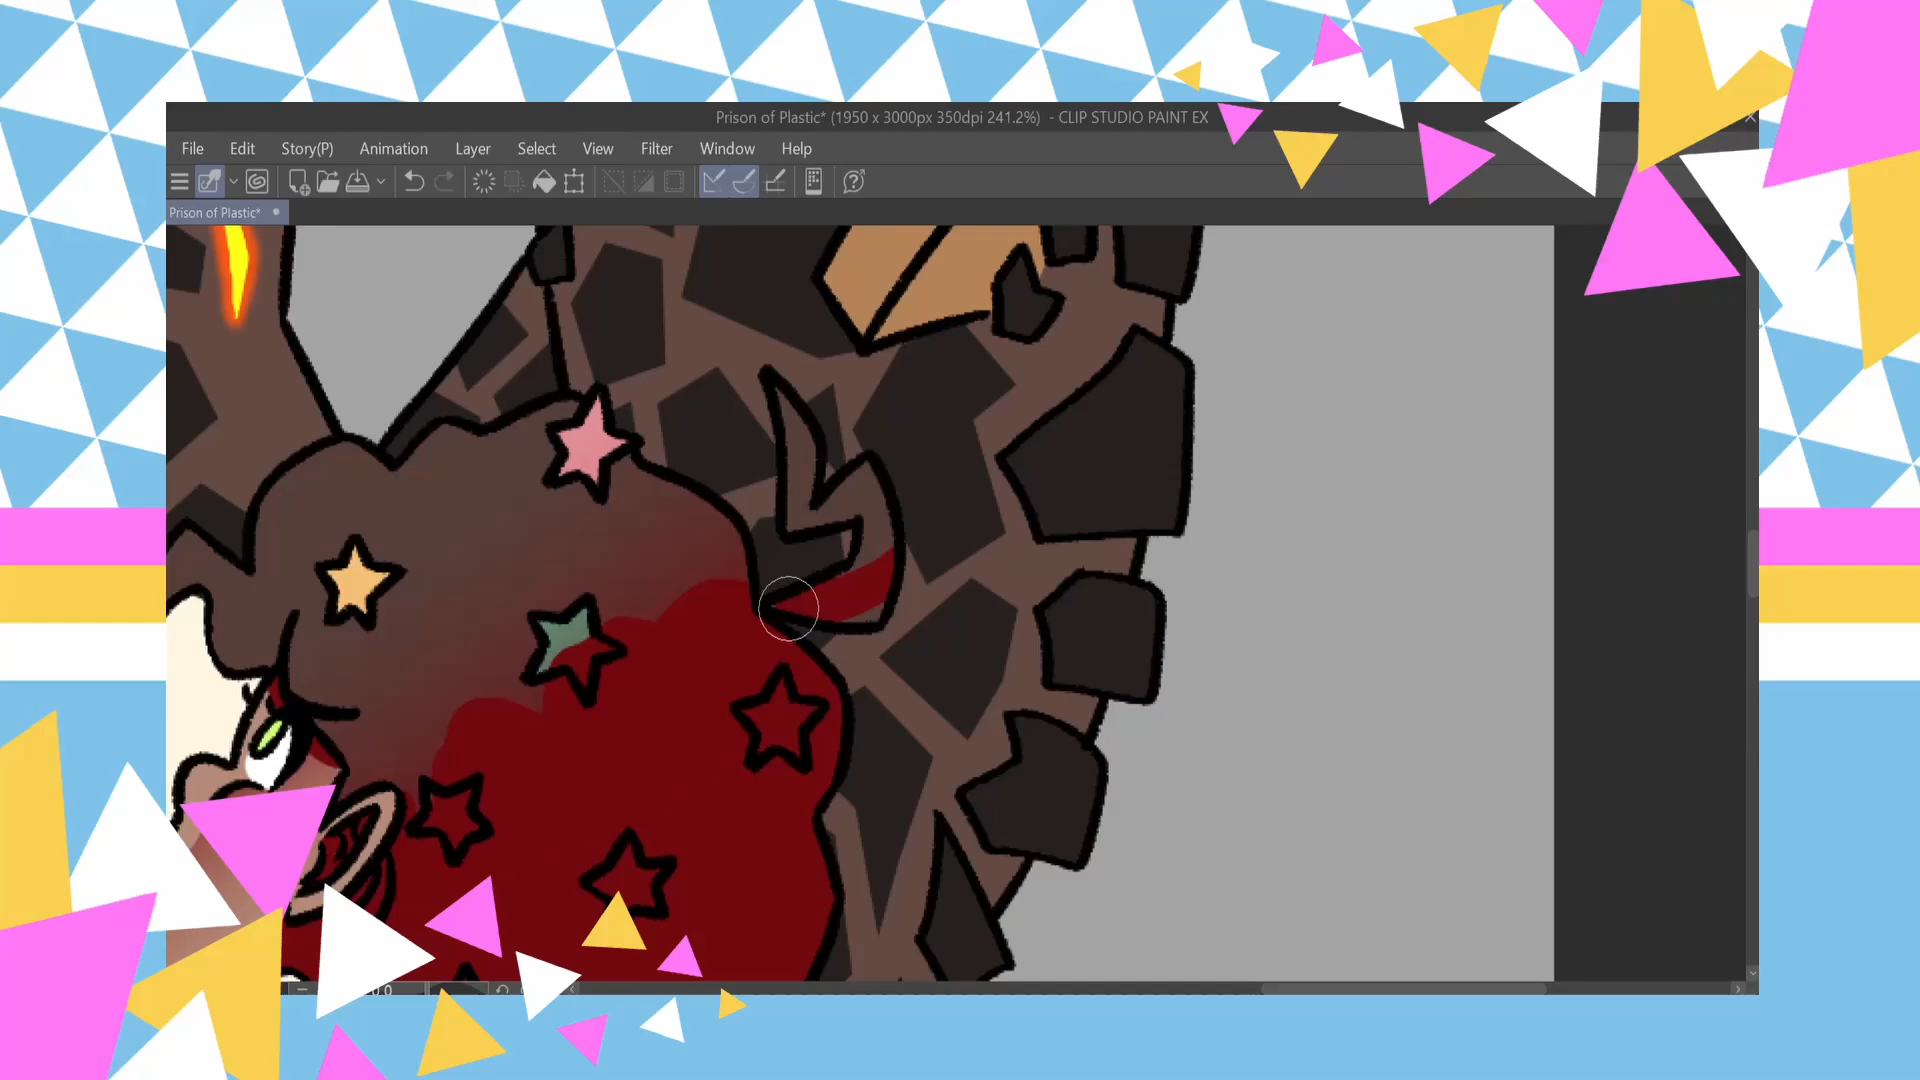 Prison of Plastic* (1950 x 3000px 350dpi 241.2%) - CLIP STUDIO PAINT EX
File Edit Story(P) Animation Layer Select View Filter Window Help
Prison of Plastic*